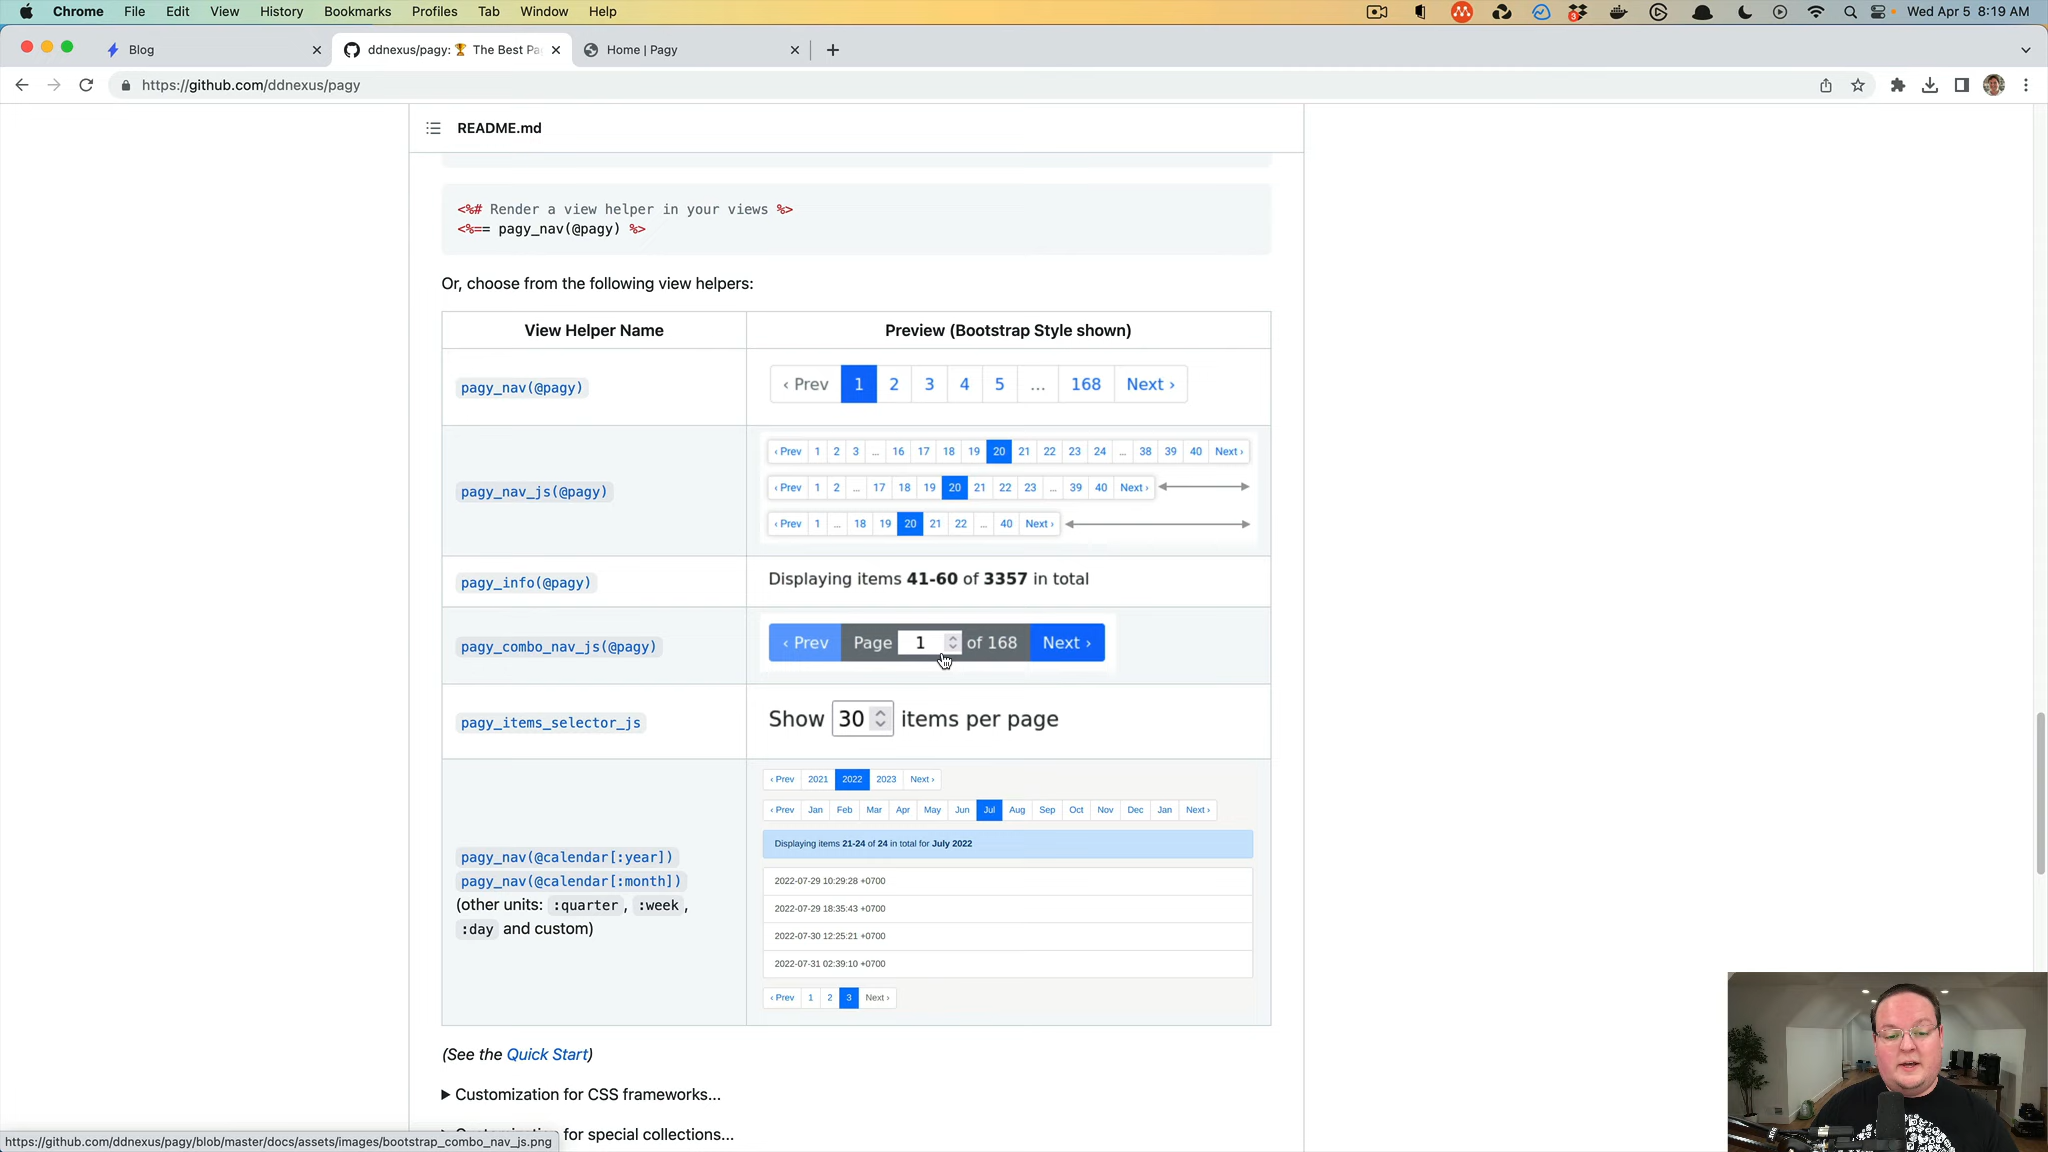 Chrome File Edit View History Bookmarks Profiles Tab Window Help
3
Wed Apr 5 8:19 AM
Blog
ddnexus/pagy: 🏆 The Best Pa
Home | Pagy
https://github.com/ddnexus/pagy
README.md
<%# Render a view helper in your views %>
<%== pagy_nav(@pagy) %>
Or, choose from the following view helpers:
View Helper Name Preview (Bootstrap Style shown)
pagy_nav(@pagy)
‹ Prev 1 2 3 4 5 … 168 Next ›
pagy_nav_js(@pagy)
‹ Prev 1 2 3 … 16 17 18 19 20 21 22 23 24 … 38 39 40 Next ›
‹ Prev 1 2 … 17 18 19 20 21 22 23 … 39 40 Next ›
‹ Prev 1 … 18 19 20 21 22 … 40 Next ›
pagy_info(@pagy)
Displaying items 41-60 of 3357 in total
pagy_combo_nav_js(@pagy)
‹ Prev Page 1 of 168 Next ›
pagy_items_selector_js
Show 30 items per page
pagy_nav(@calendar[:year])
pagy_nav(@calendar[:month])
(other units: :quarter, :week,
:day and custom)
‹ Prev 2021 2022 2023 Next ›
‹ Prev Jan Feb Mar Apr May Jun Jul Aug Sep Oct Nov Dec Jan Next ›
Displaying items 21-24 of 24 in total for July 2022
2022-07-29 10:29:28 +0700
2022-07-29 18:35:43 +0700
2022-07-30 12:25:21 +0700
2022-07-31 02:39:10 +0700
‹ Prev 1 2 3 Next ›
(See the Quick Start)
▶ Customization for CSS frameworks...
for special collections...
https://github.com/ddnexus/pagy/blob/master/docs/assets/images/bootstrap_combo_nav_js.png